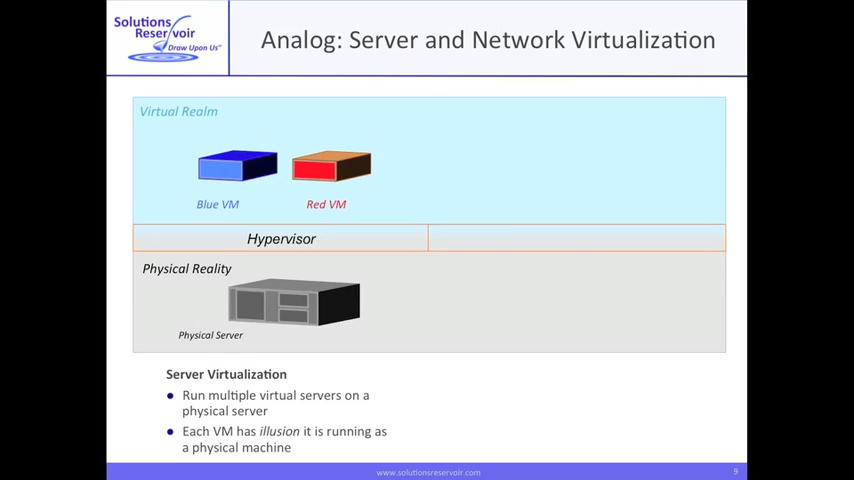 Solutions
Reservoir
Draw Upon Us"
Analog: Server and Network Virtualization
Virtual Realm
Blue VM
Red VM
Hypervisor
Physical Reality
Physical Server
Server Virtualization
● Run multiple virtual servers on a
physical server
● Each VM has illusion it is running as
a physical machine
www.solutionsreservoir.com
9